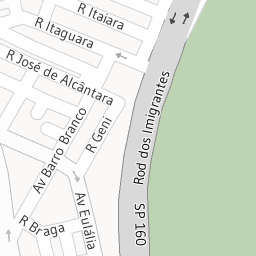 R Itaiara
R Itaguara
R José de Alcântara
Av Barro Branco
R Geni
Rod dos Imigrantes
Av Eulália
R Braga
SP 160